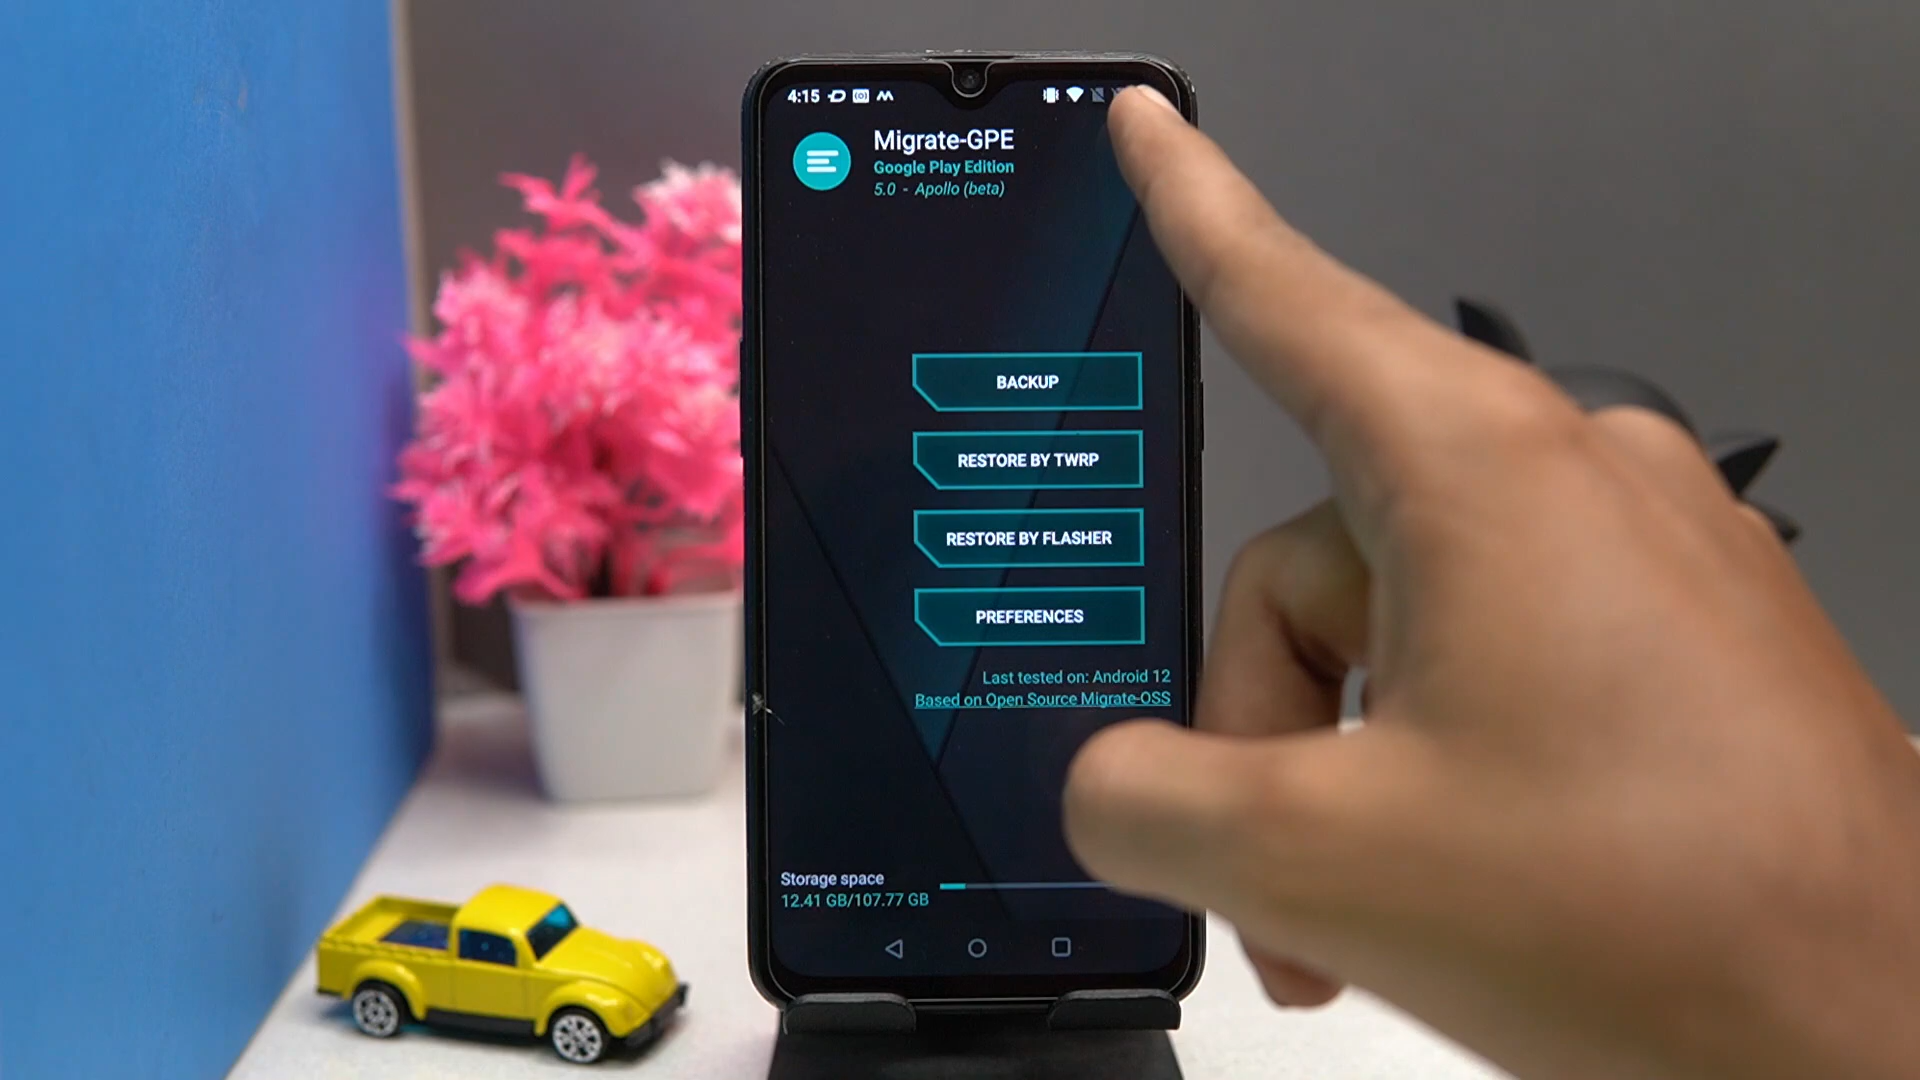 4:15
Migrate-GPE
Google Play Edition
5.0 - Apollo (beta)
BACKUP
RESTORE BY TWRP
RESTORE BY FLASHER
PREFERENCES
Last tested on: Android 12
Based on Open Source Migrate-OSS
Storage space
12.41 GB/107.77 GB